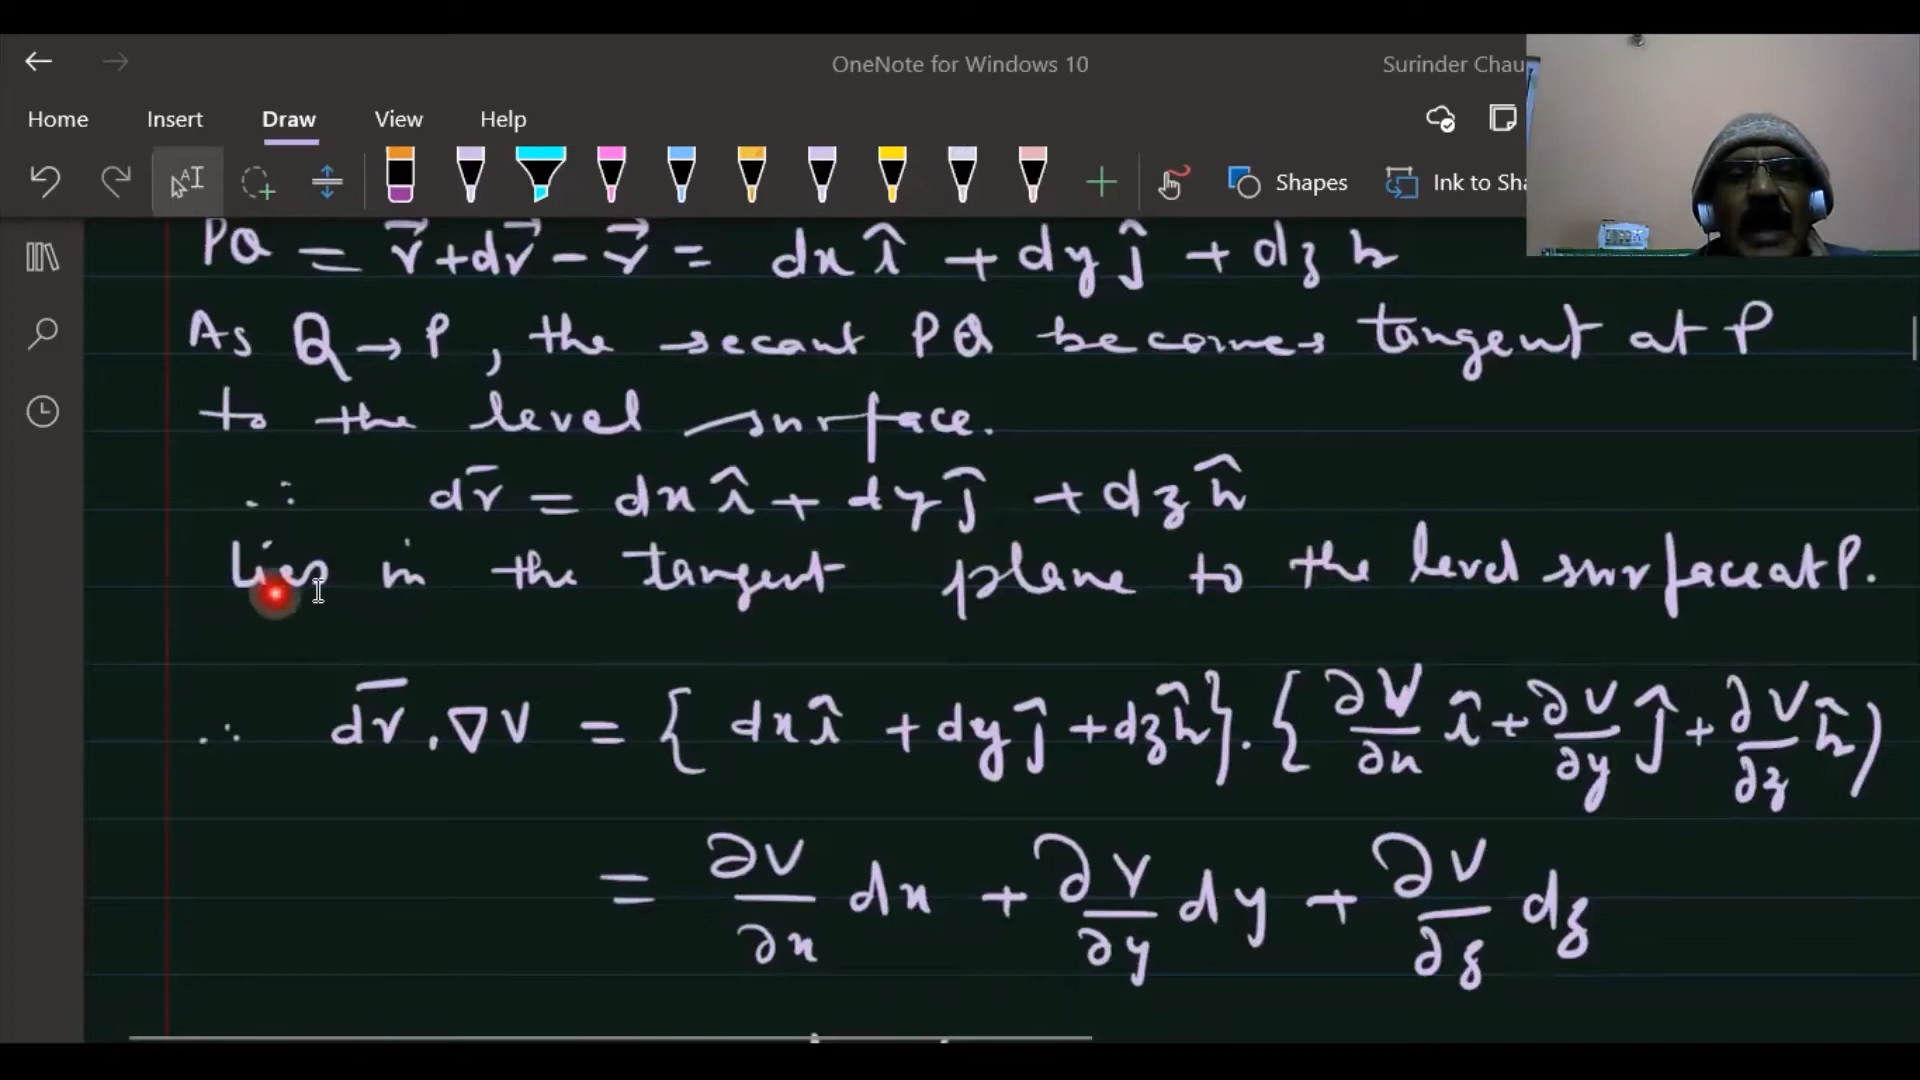 OneNote for Windows 10
Surinder Chau
Home Insert Draw View Help
Shapes Ink to Sha
PQ = r⃗ + dr⃗ - r⃗ = dx î + dy ĵ + dz k
As Q → P, the secant PQ becomes tangent at P
to the level surface.
∴ dr̄ = dx î + dy ĵ + dz k̂
Lies in the tangent plane to the level surface at P.
∴ dr̄ . ∇V = { dx î + dy ĵ + dz k̂ } . { ∂V/∂x î + ∂V/∂y ĵ + ∂V/∂z k̂ )
= ∂V/∂x dx + ∂V/∂y dy + ∂V/∂z dz